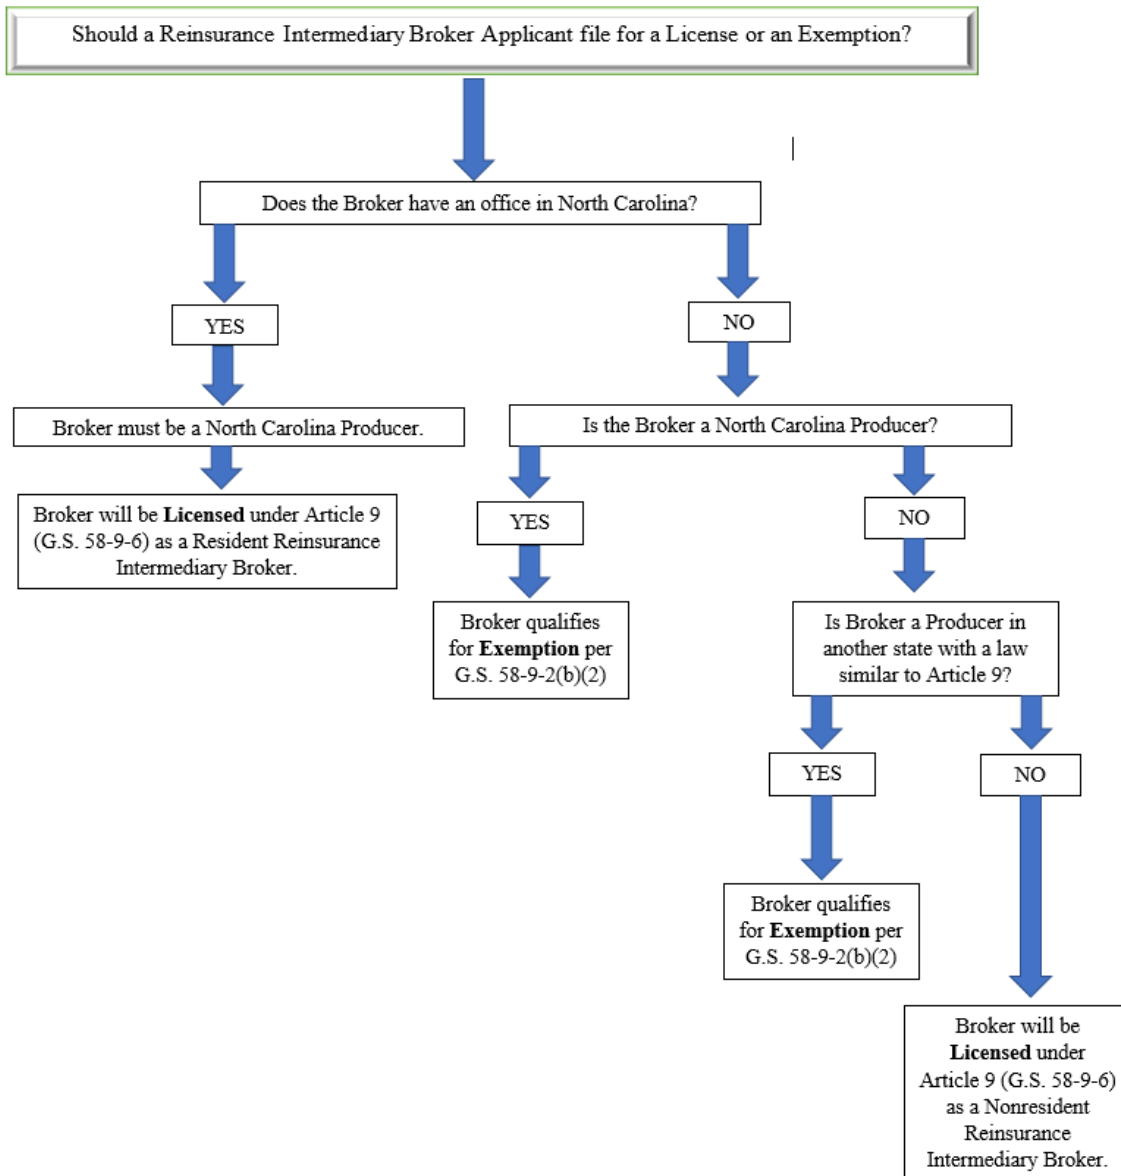 Should a Reinsurance Intermediary Broker Applicant file for a License or an Exemption?
Does the Broker have an office in North Carolina?
YES
NO
Broker must be a North Carolina Producer.
Is the Broker a North Carolina Producer?
Broker will be Licensed under Article 9
(G.S. 58-9-6) as a Resident Reinsurance
Intermediary Broker.
YES
NO
Broker qualifies
for Exemption per
G.S. 58-9-2(b)(2)
Is Broker a Producer in
another state with a law
similar to Article 9?
YES
NO
Broker qualifies
for Exemption per
G.S. 58-9-2(b)(2)
Broker will be
Licensed under
Article 9 (G.S. 58-9-6)
as a Nonresident
Reinsurance
Intermediary Broker.